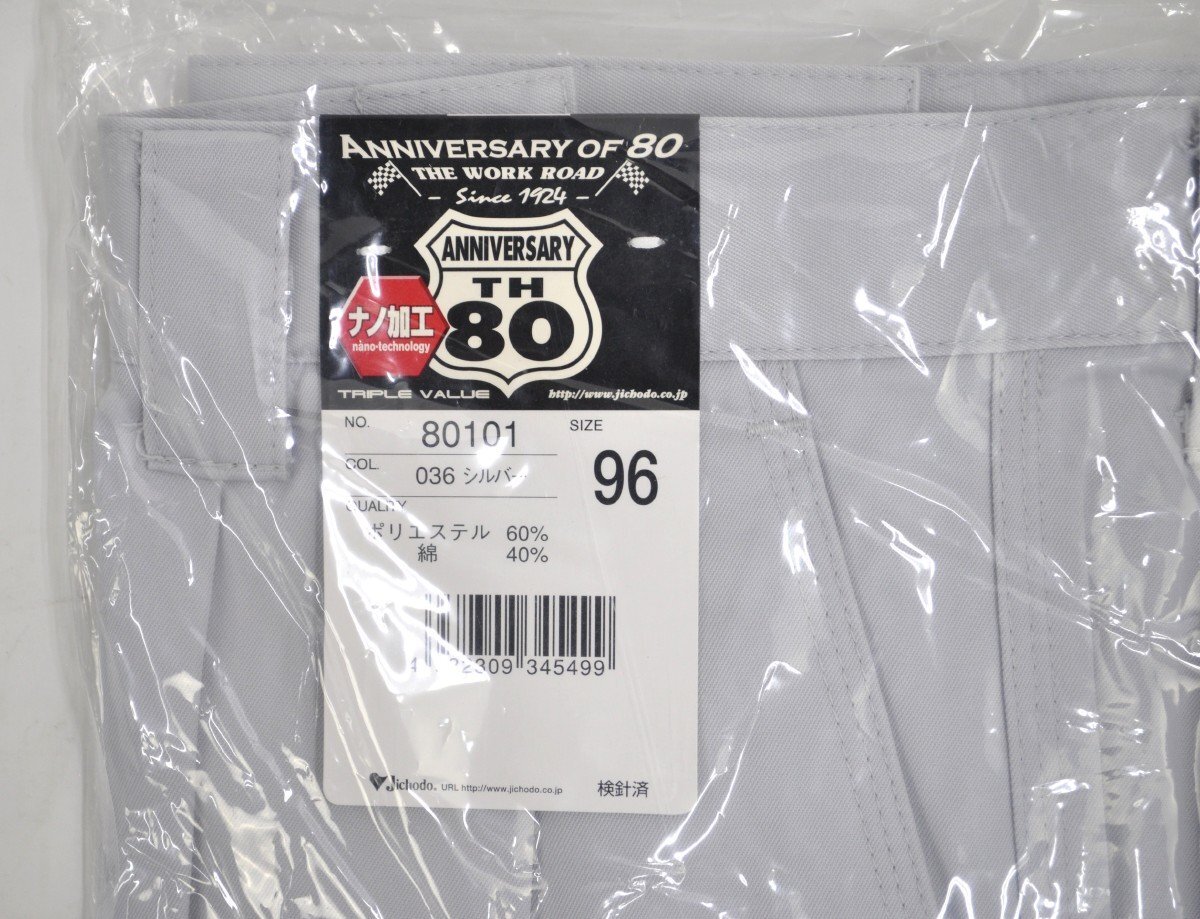 ANNIVERSARY OF 80
THE WORK ROAD
- Since 1924 -
ANNIVERSARY
TH
80
ナノ加工
nano-technology
TRIPLE VALUE
http://www.jichodo.co.jp
NO.
80101
SIZE
96
COL.
036 シルバー
QUALITY
ポリエステル 60%
綿 40%
345499
Jichodo. URL http://www.jichodo.co.jp
検針済